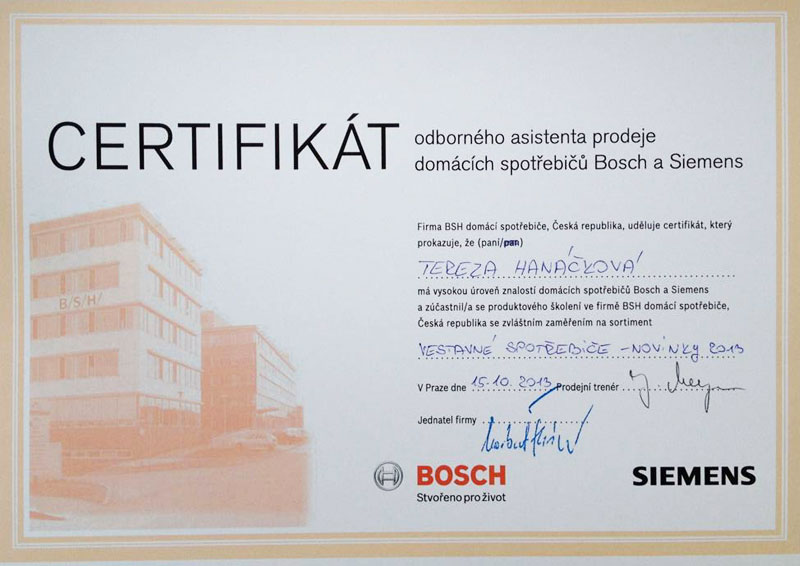 CERTIFIKÁT
odborného asistenta prodeje
domácích spotřebičů Bosch a Siemens
Firma BSH domácí spotřebiče, Česká republika, uděluje certifikát, který
prokazuje, že (paní/pan)
TEREZA HANÁČKOVÁ
má vysokou úroveň znalostí domácích spotřebičů Bosch a Siemens
a zúčastnil/a se produktového školení ve firmě BSH domácí spotřebiče,
Česká republika se zvláštním zaměřením na sortiment
VESTAVNÉ SPOTŘEBIČE - NOVINKY 2013
V Praze dne 15.10.2013 Prodejní trenér
Jednatel firmy
B/S/H/
BOSCH
Stvořeno pro život
SIEMENS